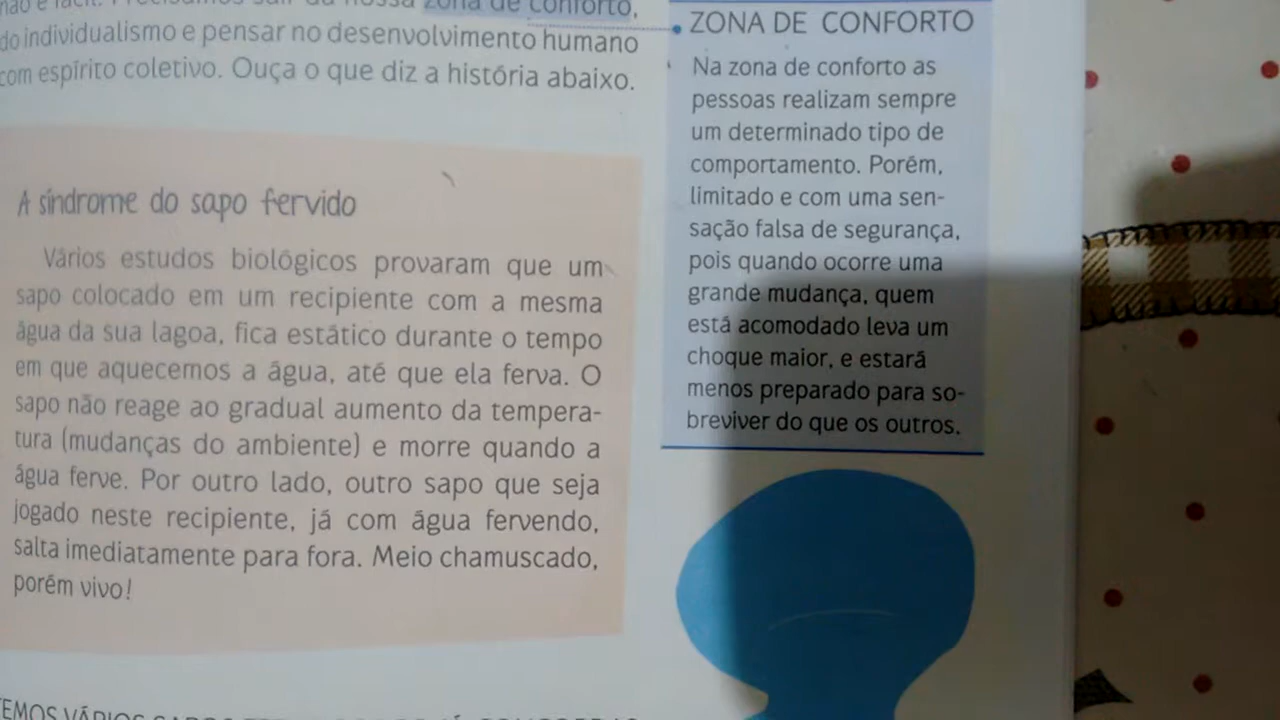 zona de conforto,
do individualismo e pensar no desenvolvimento humano
com espírito coletivo. Ouça o que diz a história abaixo.
A síndrome do sapo fervido
Vários estudos biológicos provaram que um
sapo colocado em um recipiente com a mesma
água da sua lagoa, fica estático durante o tempo
em que aquecemos a água, até que ela ferva. O
sapo não reage ao gradual aumento da tempera-
tura (mudanças do ambiente) e morre quando a
água ferve. Por outro lado, outro sapo que seja
jogado neste recipiente, já com água fervendo,
salta imediatamente para fora. Meio chamuscado,
porém vivo!
ZONA DE CONFORTO
Na zona de conforto as
pessoas realizam sempre
um determinado tipo de
comportamento. Porém,
limitado e com uma sen-
sação falsa de segurança,
pois quando ocorre uma
grande mudança, quem
está acomodado leva um
choque maior, e estará
menos preparado para so-
breviver do que os outros.